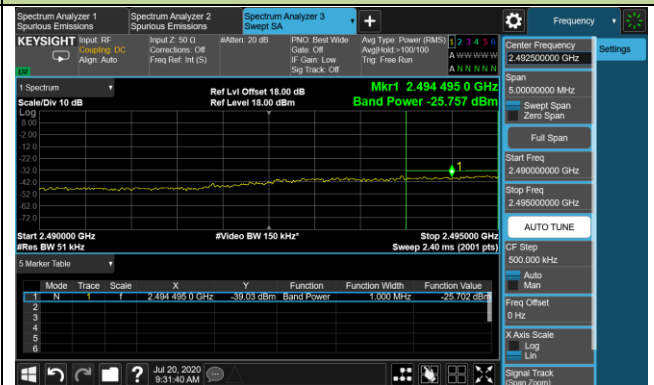 Spectrum Analyzer 1
Spurious Emissions
Spectrum Analyzer 2
Spurious Emissions
Spectrum Analyzer 3
Swept SA
Frequency
KEYSIGHT
Input: RF
Coupling: DC
Align: Auto
Input Z: 50 Ω
Corrections: Off
Freq Ref: Int (S)
#Atten: 20 dB
PNO: Best Wide
Gate: Off
IF Gain: Low
Sig Track: Off
Avg Type: Power (RMS)
Avg|Hold:>100/100
Trig: Free Run
1 2 3 4 5 6
A W W W W W
A N N N N N
1 Spectrum
Scale/Div 10 dB
Ref Lvl Offset 18.00 dB
Ref Level 18.00 dBm
Mkr1 2.494 495 0 GHz
Band Power -25.757 dBm
Log
8.00
-2.00
-12.0
-22.0
-32.0
-42.0
-52.0
-62.0
-72.0
1
Start 2.490000 GHz
#Res BW 51 kHz
#Video BW 150 kHz*
Stop 2.495000 GHz
Sweep 2.40 ms (2001 pts)
5 Marker Table
Mode Trace Scale X Y Function Function Width Function Value
1 N 1 f 2.494 495 0 GHz -39.03 dBm Band Power 1.000 MHz -25.702 dBm
2
3
4
5
6
Center Frequency
2.492500000 GHz
Settings
Span
5.00000000 MHz
Swept Span
Zero Span
Full Span
Start Freq
2.490000000 GHz
Stop Freq
2.495000000 GHz
AUTO TUNE
CF Step
500.000 kHz
Auto
Man
Freq Offset
0 Hz
X Axis Scale
Log
Lin
Signal Track
(Span Zoom)
?
Jul 20, 2020
9:31:40 AM